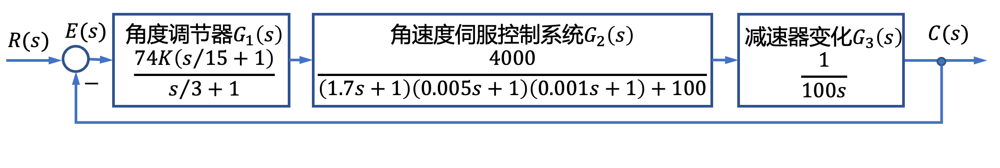 R(s)
E(s)
−
角度调节器G₁(s)
74K(s/15 + 1)
s/3 + 1
角速度伺服控制系统G₂(s)
4000
(1.7s + 1)(0.005s + 1)(0.001s + 1) + 100
减速器变化G₃(s)
1
100s
C(s)